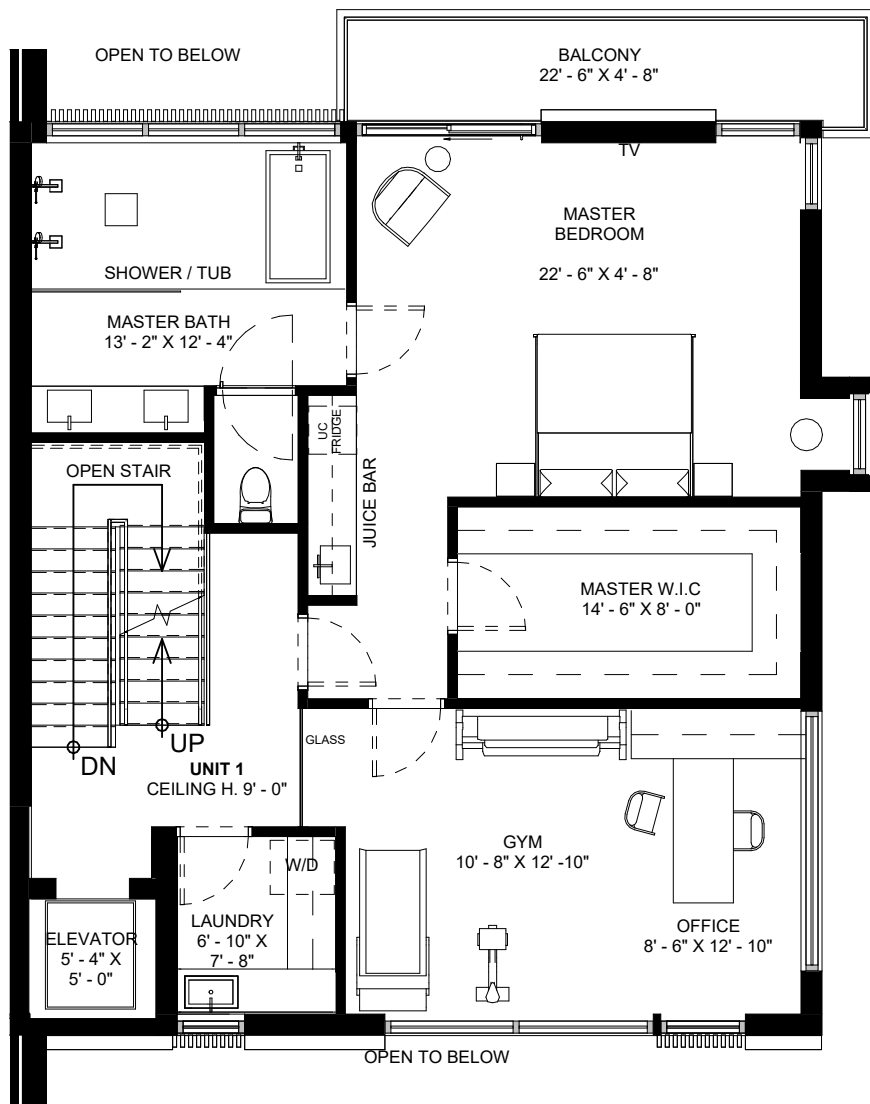 OPEN TO BELOW
BALCONY
22' - 6" X 4' - 8"
TV
MASTER
BEDROOM
22' - 6" X 4' - 8"
SHOWER / TUB
MASTER BATH
13' - 2" X 12' - 4"
UC
FRIDGE
JUICE BAR
OPEN STAIR
MASTER W.I.C
14' - 6" X 8' - 0"
UP
DN
GLASS
UNIT 1
CEILING H. 9' - 0"
GYM
10' - 8" X 12' -10"
W/D
LAUNDRY
6' - 10" X
7' - 8"
OFFICE
8' - 6" X 12' - 10"
ELEVATOR
5' - 4" X
5' - 0"
OPEN TO BELOW